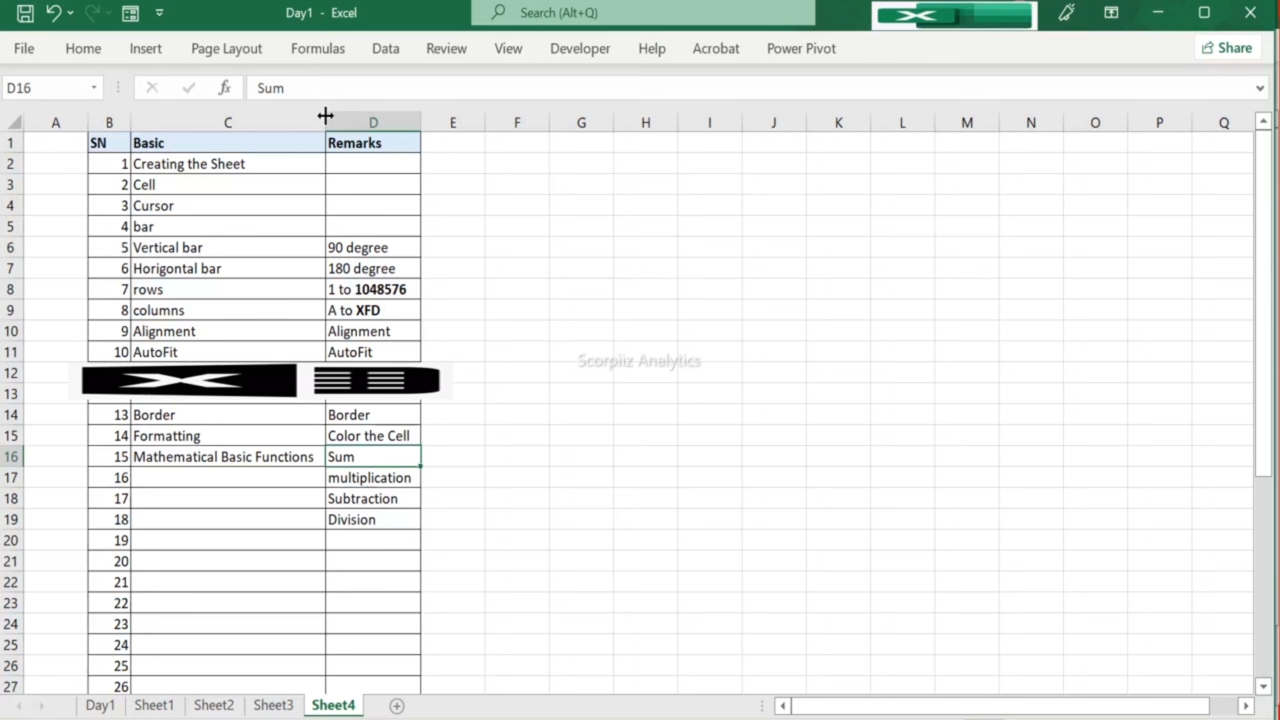 Day1 - Excel
Search (Alt+Q)
File Home Insert Page Layout Formulas Data Review View Developer Help Acrobat Power Pivot Share
D16 fx Sum
A B C D E F G H I J K L M N O P Q
1 SN Basic Remarks
2 1 Creating the Sheet
3 2 Cell
4 3 Cursor
5 4 bar
6 5 Vertical bar 90 degree
7 6 Horigontal bar 180 degree
8 7 rows 1 to 1048576
9 8 columns A to XFD
10 9 Alignment Alignment
11 10 AutoFit AutoFit
Scorpiiz Analytics
12
13
14 13 Border Border
15 14 Formatting Color the Cell
16 15 Mathematical Basic Functions Sum
17 16 multiplication
18 17 Subtraction
19 18 Division
20 19
21 20
22 21
23 22
24 23
25 24
26 25
27 26
Day1 Sheet1 Sheet2 Sheet3 Sheet4